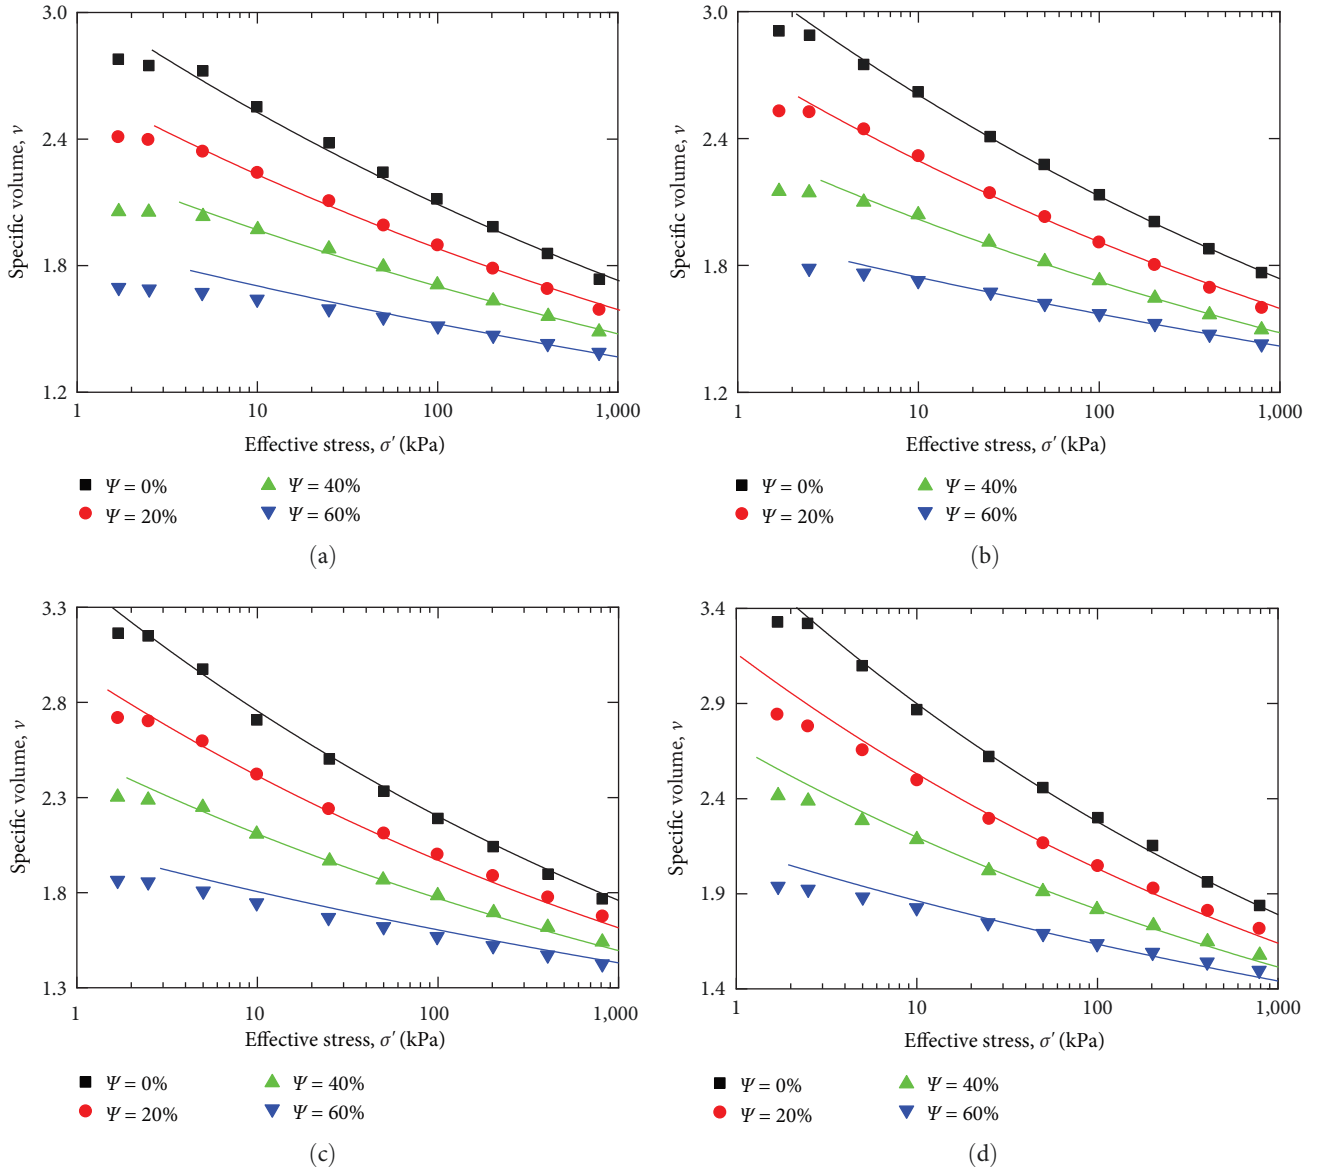 3.0
2.4
1.8
1.2
Specific volume, v
1 10 100 1,000
Effective stress, σ′ (kPa)
Ψ = 0% Ψ = 40%
Ψ = 20% Ψ = 60%
(a)
3.0
2.4
1.8
1.2
Specific volume, v
1 10 100 1,000
Effective stress, σ′ (kPa)
Ψ = 0% Ψ = 40%
Ψ = 20% Ψ = 60%
(b)
3.3
2.8
2.3
1.8
1.3
Specific volume, v
1 10 100 1,000
Effective stress, σ′ (kPa)
Ψ = 0% Ψ = 40%
Ψ = 20% Ψ = 60%
(c)
3.4
2.9
2.4
1.9
1.4
Specific volume, v
1 10 100 1,000
Effective stress, σ′ (kPa)
Ψ = 0% Ψ = 40%
Ψ = 20% Ψ = 60%
(d)